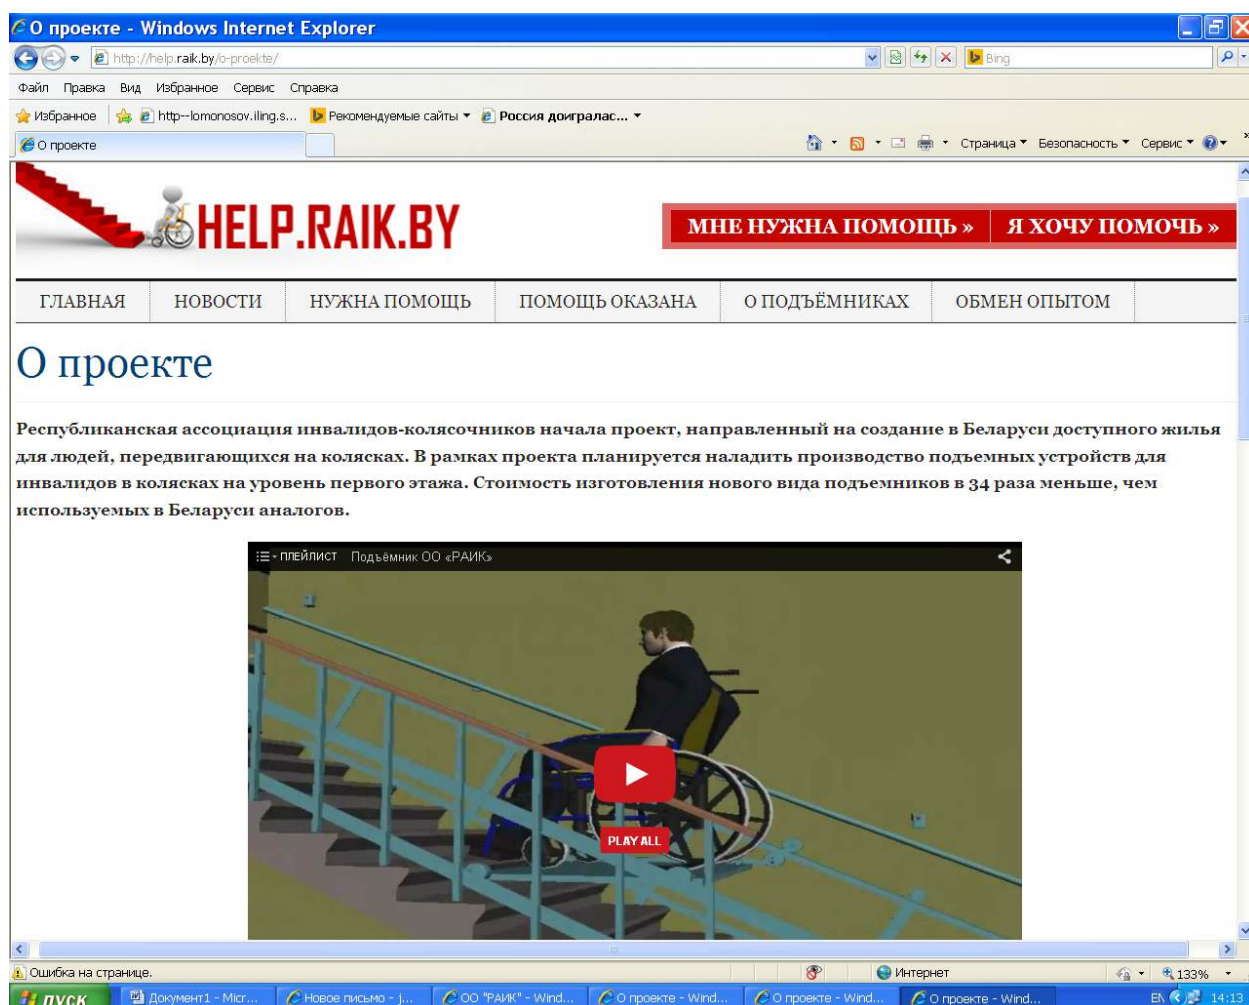 О проекте - Windows Internet Explorer
http://help.raik.by/o-proekte/
Bing
Файл Правка Вид Избранное Сервис Справка
Избранное http--lomonosov.iling.s... Рекомендуемые сайты Россия доигралас...
О проекте Страница Безопасность Сервис »
HELP.RAIK.BY
МНЕ НУЖНА ПОМОЩЬ » Я ХОЧУ ПОМОЧЬ »
ГЛАВНАЯ НОВОСТИ НУЖНА ПОМОЩЬ ПОМОЩЬ ОКАЗАНА О ПОДЪЁМНИКАХ ОБМЕН ОПЫТОМ
О проекте
Республиканская ассоциация инвалидов-колясочников начала проект, направленный на создание в Беларуси доступного жилья
для людей, передвигающихся на колясках. В рамках проекта планируется наладить производство подъемных устройств для
инвалидов в колясках на уровень первого этажа. Стоимость изготовления нового вида подъемников в 34 раза меньше, чем
используемых в Беларуси аналогов.
ПЛЕЙЛИСТ Подъёмник ОО «РАИК»
PLAY ALL
Ошибка на странице. Интернет 133%
пуск Документ1 - Micr... Новое письмо - j... ОО "РАИК" - Wind... О проекте - Wind... О проекте - Wind... О проекте - Wind... EN 14:13